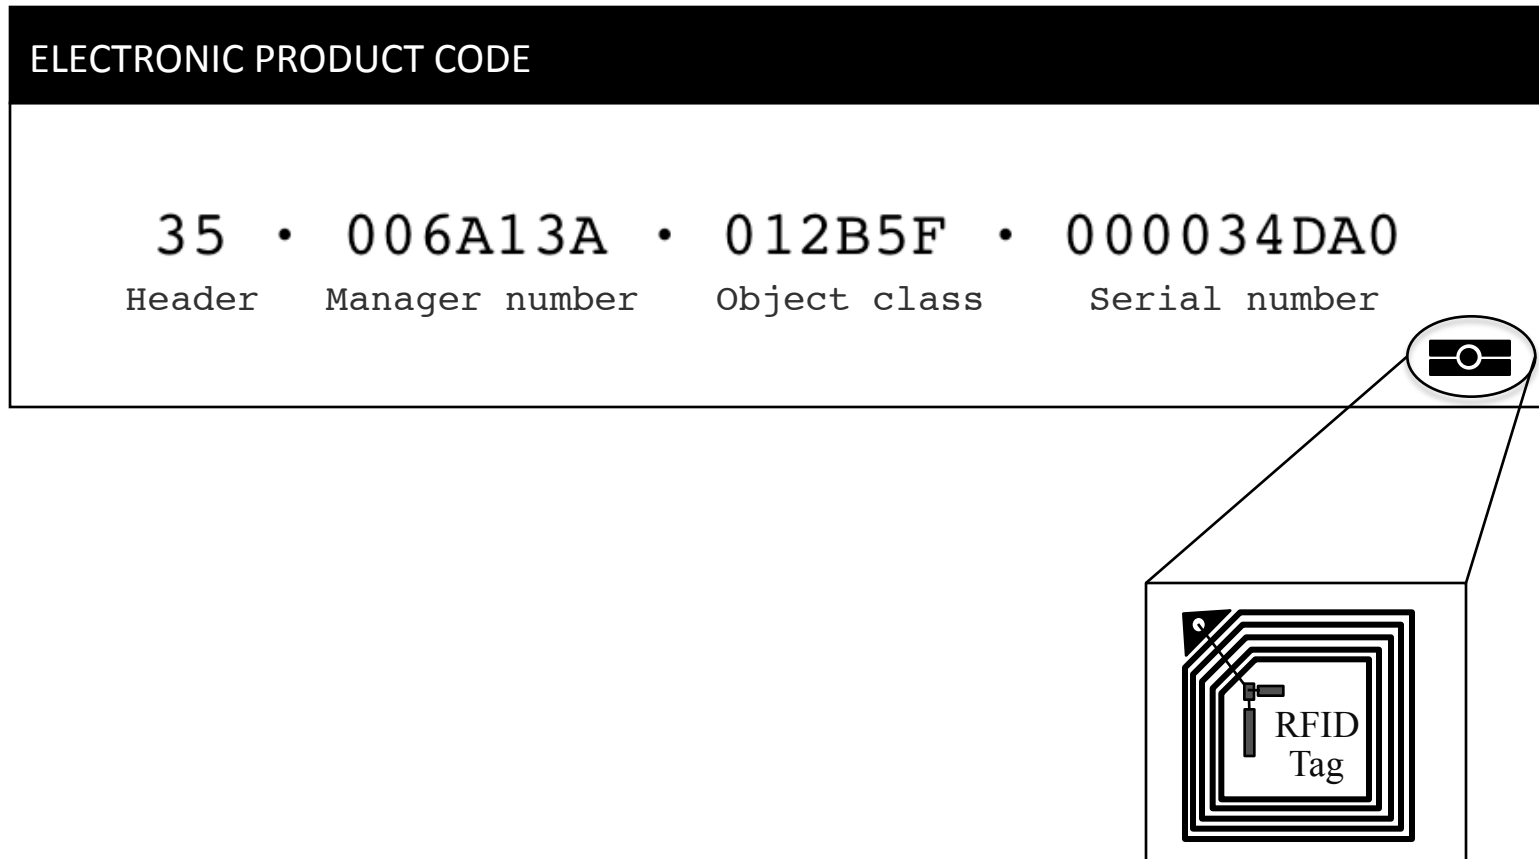 ELECTRONIC PRODUCT CODE
35 • 006A13A • 012B5F • 000034DA0
Header Manager number Object class Serial number
RFID
Tag